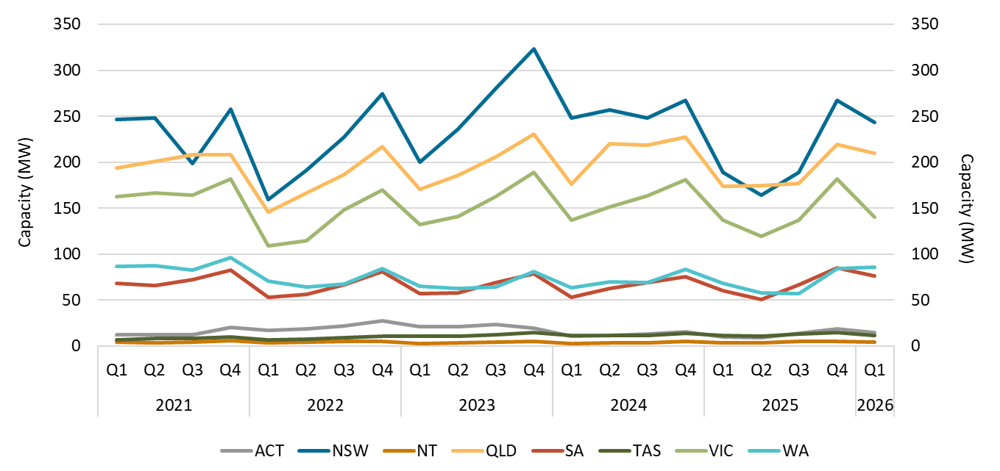 350 350
300 300
250 250
200 200
150 150
100 100
50 50
0 0
Capacity (MW)
Capacity (MW)
Q1 Q2 Q3 Q4 Q1 Q2 Q3 Q4 Q1 Q2 Q3 Q4 Q1 Q2 Q3 Q4 Q1 Q2 Q3 Q4 Q1
2021 2022 2023 2024 2025 2026
ACT NSW NT QLD SA TAS VIC WA